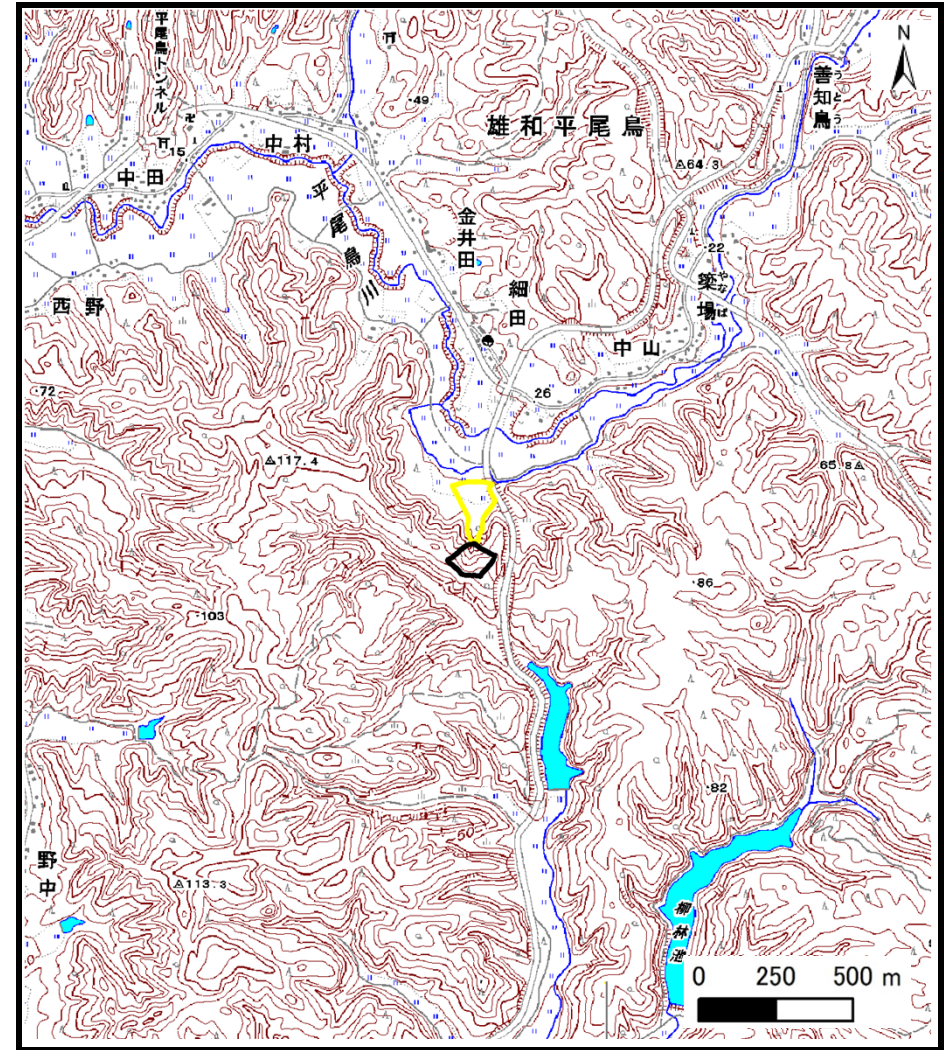 平尾鳥トンネル
N
善知鳥
うとう
49
雄和平尾鳥
15
中村
64.3
中田
平尾鳥川
金井田
22
細田
築場
やなば
西野
中山
72
26
117.4
65.8
86
103
82
50
野中
113.3
柳林池
0 250 500 m